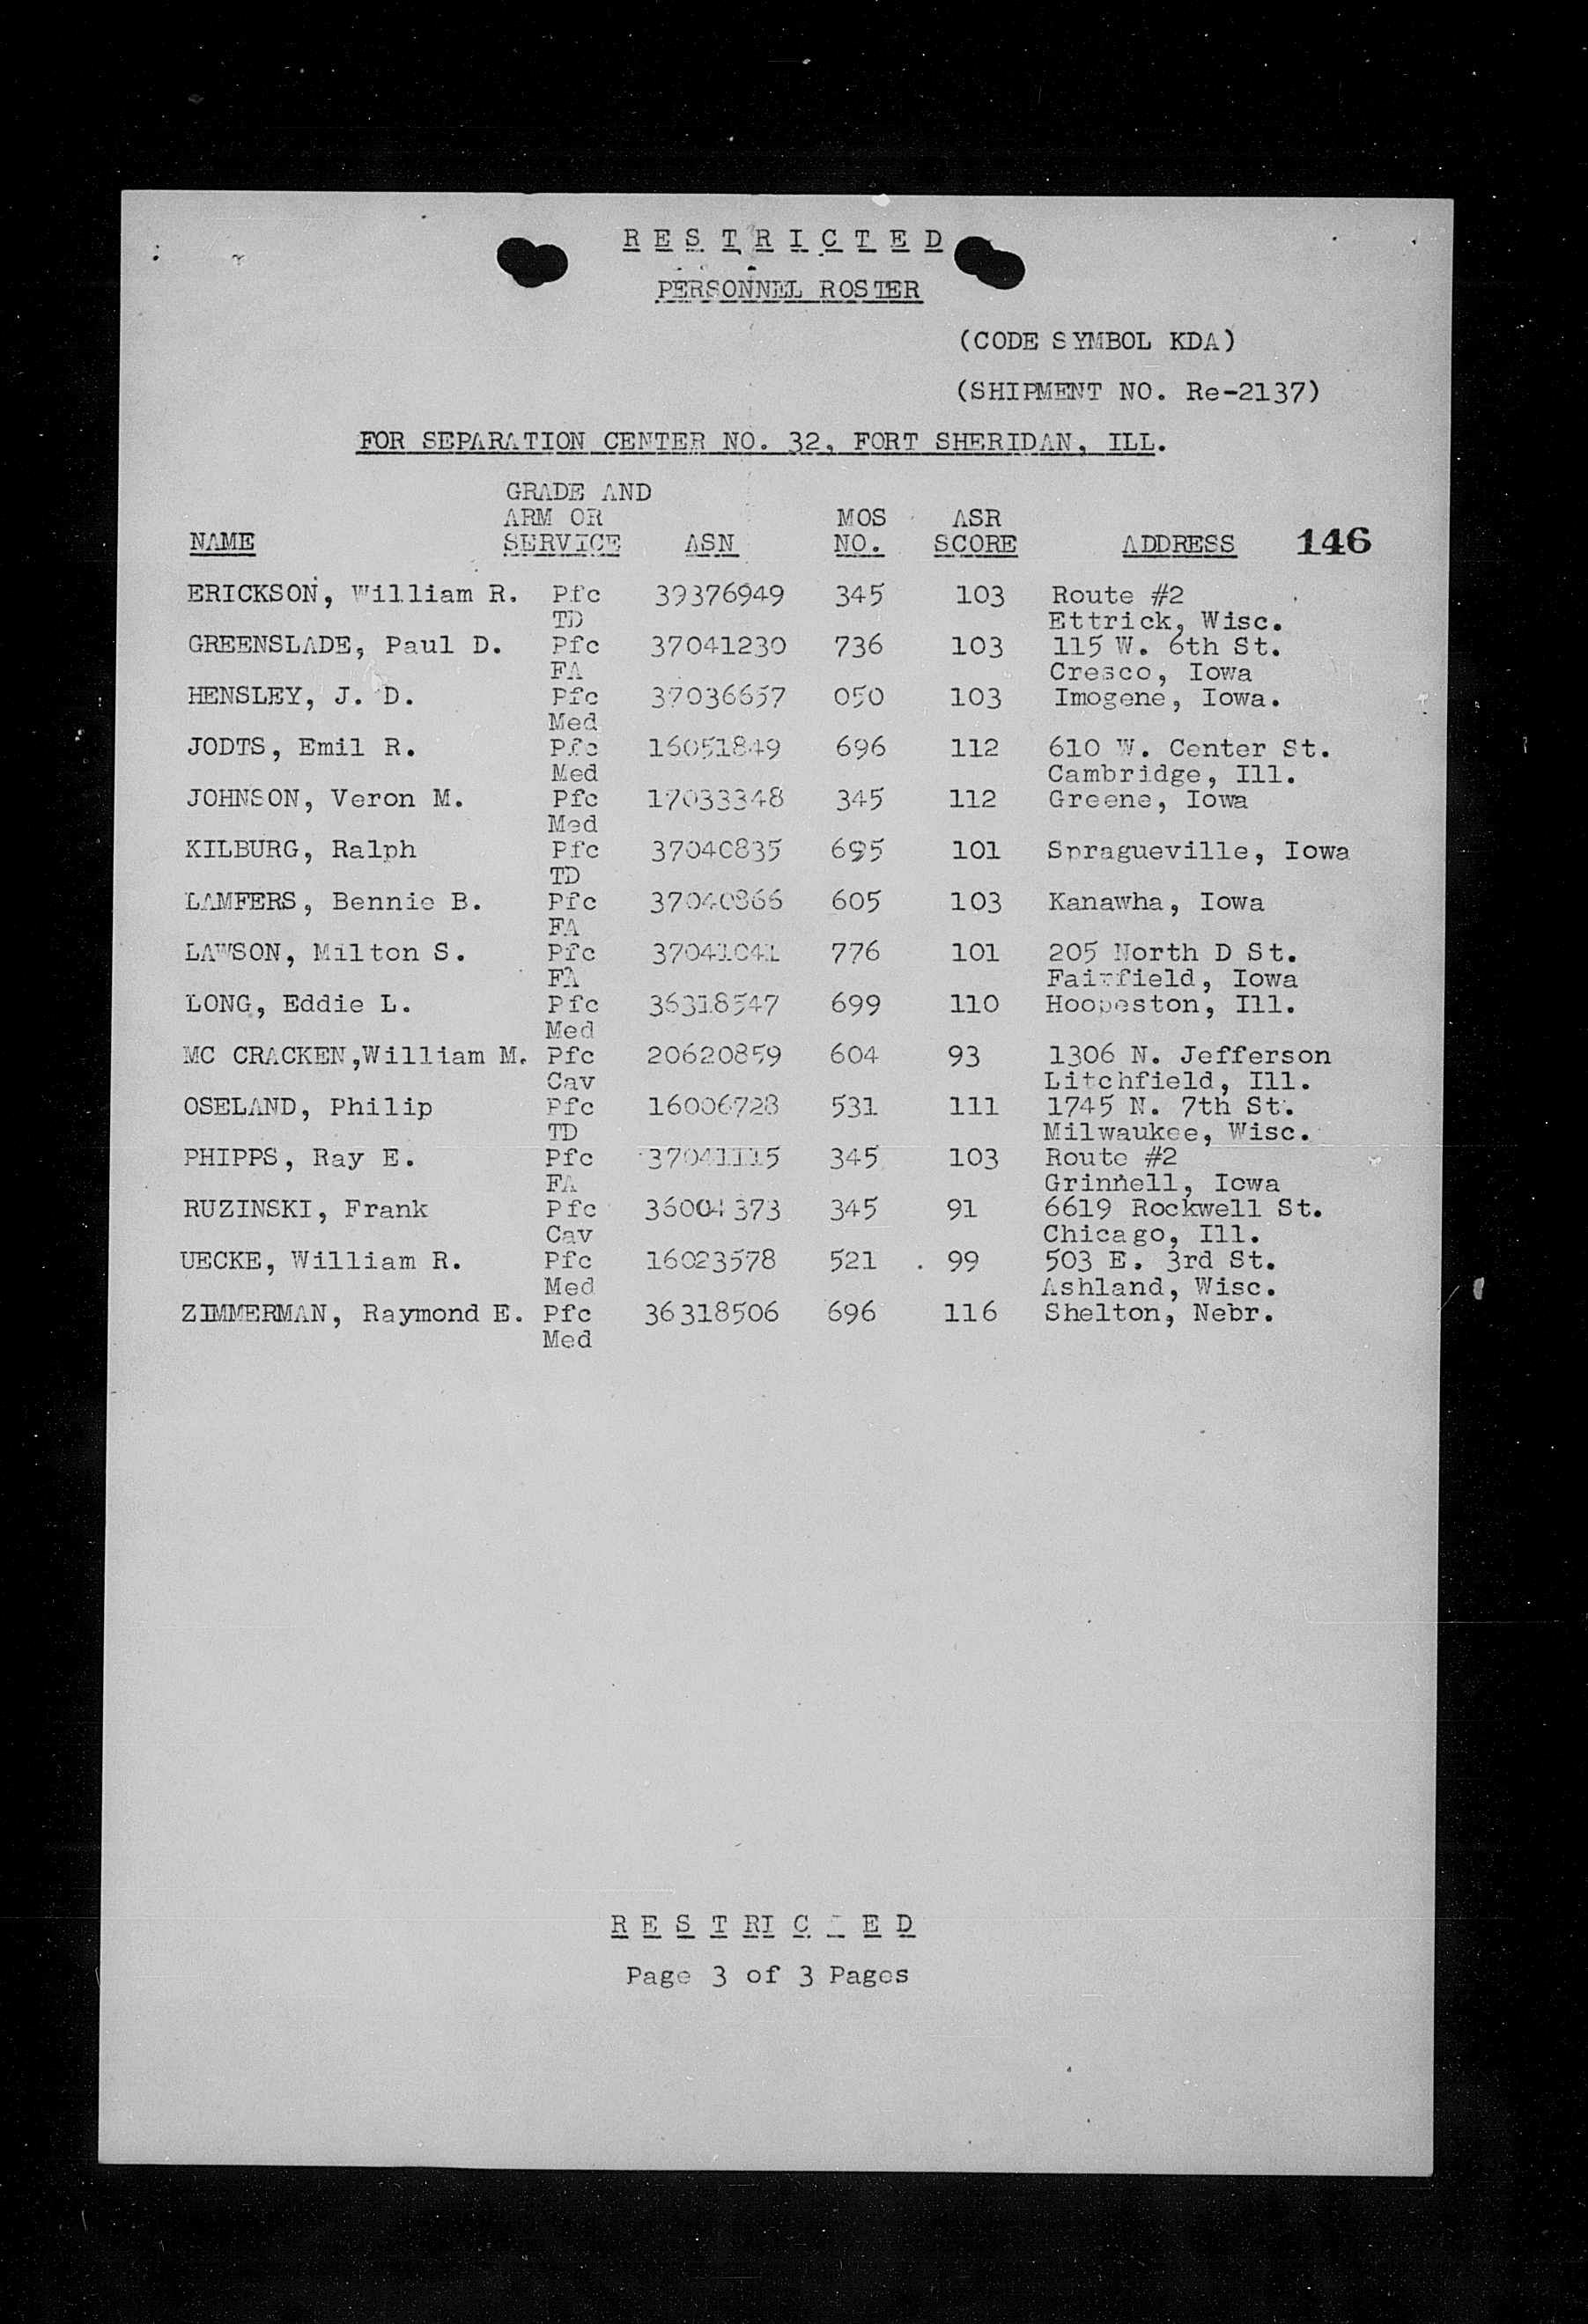 R E S T R I C T E D
PERSONNEL ROSTER
(CODE SYMBOL KDA)
(SHIPMENT NO. Re-2137)
FOR SEPARATION CENTER NO. 32, FORT SHERIDAN, ILL.
GRADE AND
ARM OR MOS ASR
NAME SERVICE ASN NO. SCORE ADDRESS 146
ERICKSON, William R. Pfc 39376949 345 103 Route #2
TD Ettrick, Wisc.
GREENSLADE, Paul D. Pfc 37041230 736 103 115 W. 6th St.
FA Cresco, Iowa
HENSLEY, J. D. Pfc 37036657 050 103 Imogene, Iowa.
Med
JODTS, Emil R. Pfc 16051849 696 112 610 W. Center St.
Med Cambridge, Ill.
JOHNSON, Veron M. Pfc 17033348 345 112 Greene, Iowa
Med
KILBURG, Ralph Pfc 37040835 695 101 Spragueville, Iowa
TD
LAMFERS, Bennie B. Pfc 37040866 605 103 Kanawha, Iowa
FA
LAWSON, Milton S. Pfc 37041041 776 101 205 North D St.
FA Fairfield, Iowa
LONG, Eddie L. Pfc 36318547 699 110 Hoopeston, Ill.
Med
MC CRACKEN,William M. Pfc 20620859 604 93 1306 N. Jefferson
Cav Litchfield, Ill.
OSELAND, Philip Pfc 16006728 531 111 1745 N. 7th St.
TD Milwaukee, Wisc.
PHIPPS, Ray E. Pfc 37041115 345 103 Route #2
FA Grinnell, Iowa
RUZINSKI, Frank Pfc 36004373 345 91 6619 Rockwell St.
Cav Chicago, Ill.
UECKE, William R. Pfc 16023578 521 99 503 E. 3rd St.
Med Ashland, Wisc.
ZIMMERMAN, Raymond E. Pfc 36318506 696 116 Shelton, Nebr.
Med
R E S T RI C T E D
Page 3 of 3 Pages